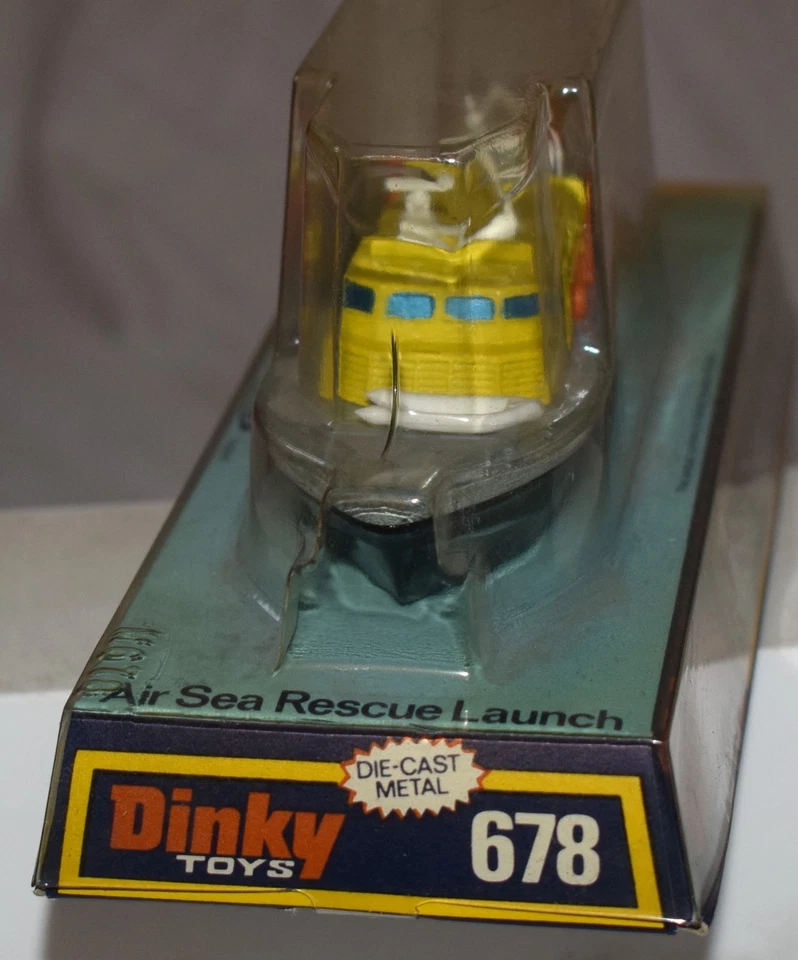 Air Sea Rescue Launch
DIE-CAST
METAL
Dinky
TOYS
678